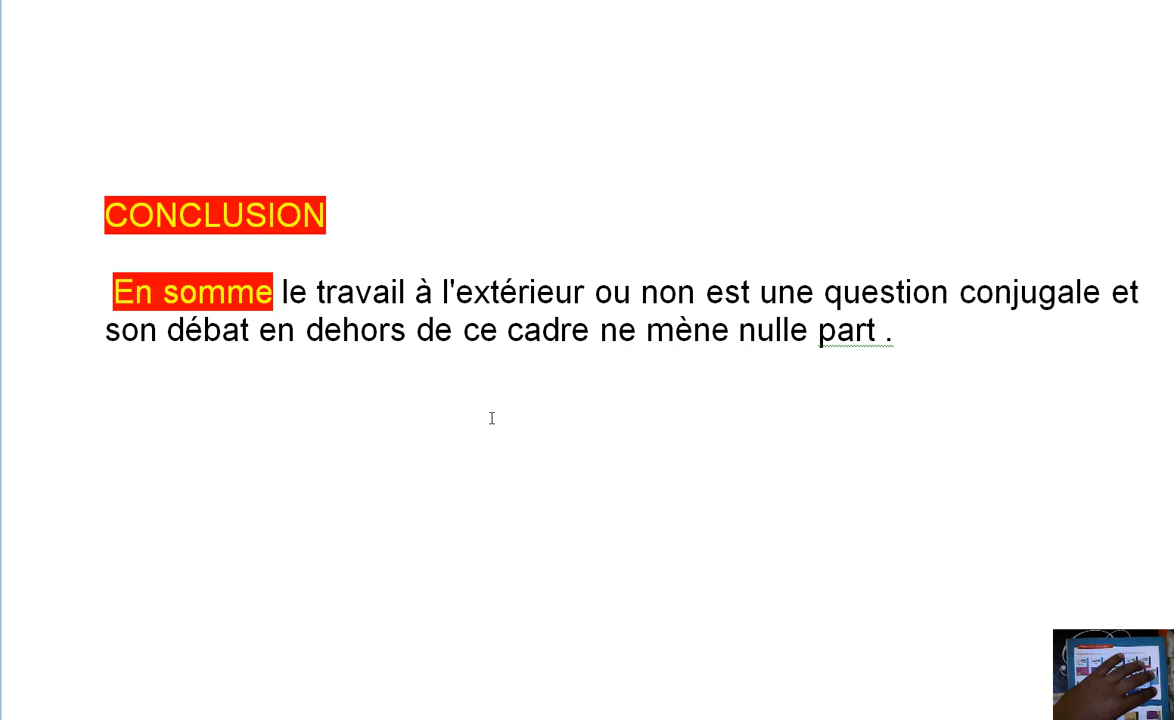 CONCLUSION
En somme le travail à l'extérieur ou non est une question conjugale et
son débat en dehors de ce cadre ne mène nulle part .